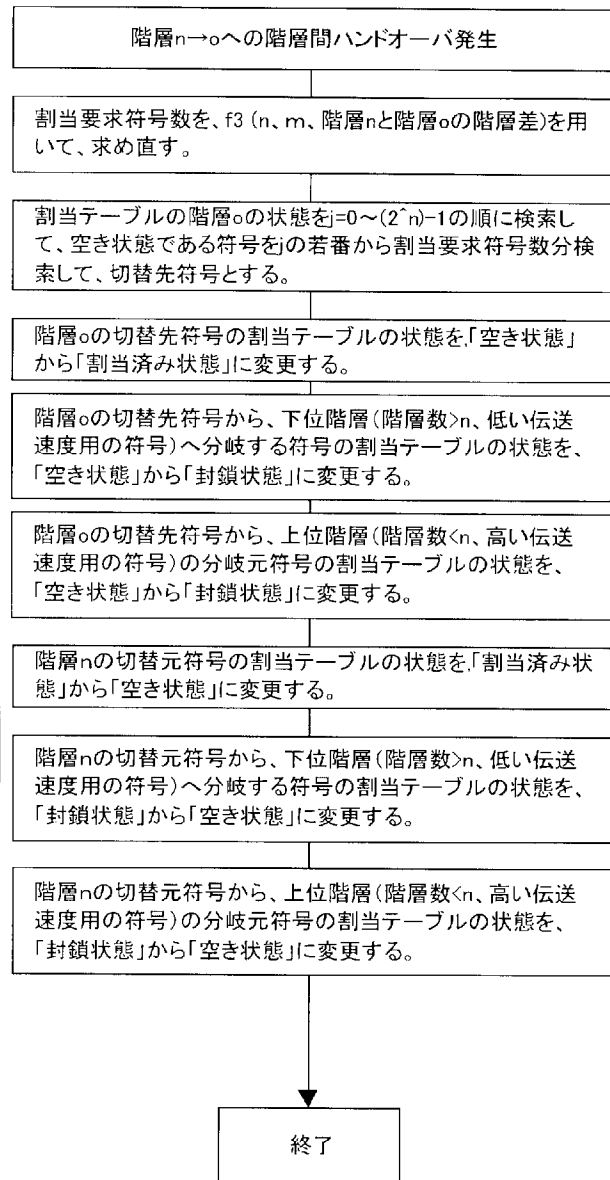 階層n→oへの階層間ハンドオーバ発生
割当要求符号数を、f3 (n、m、階層nと階層oの階層差)を用
いて、求め直す。
割当テーブルの階層oの状態をj=0～(2^n)-1の順に検索し
て、空き状態である符号をjの若番から割当要求符号数分検
索して、切替先符号とする。
階層oの切替先符号の割当テーブルの状態を,「空き状態」
から「割当済み状態」に変更する。
階層oの切替先符号から、下位階層(階層数>n、低い伝送
速度用の符号)へ分岐する符号の割当テーブルの状態を、
「空き状態」から「封鎖状態」に変更する。
階層oの切替先符号から、上位階層(階層数<n、高い伝送
速度用の符号)の分岐元符号の割当テーブルの状態を、
「空き状態」から「封鎖状態」に変更する。
階層nの切替元符号の割当テーブルの状態を,「割当済み状
態」から「空き状態」に変更する。
階層nの切替元符号から、下位階層(階層数>n、低い伝送
速度用の符号)へ分岐する符号の割当テーブルの状態を、
「封鎖状態」から「空き状態」に変更する。
階層nの切替元符号から、上位階層(階層数<n、高い伝送
速度用の符号)の分岐元符号の割当テーブルの状態を、
「封鎖状態」から「空き状態」に変更する。
終了